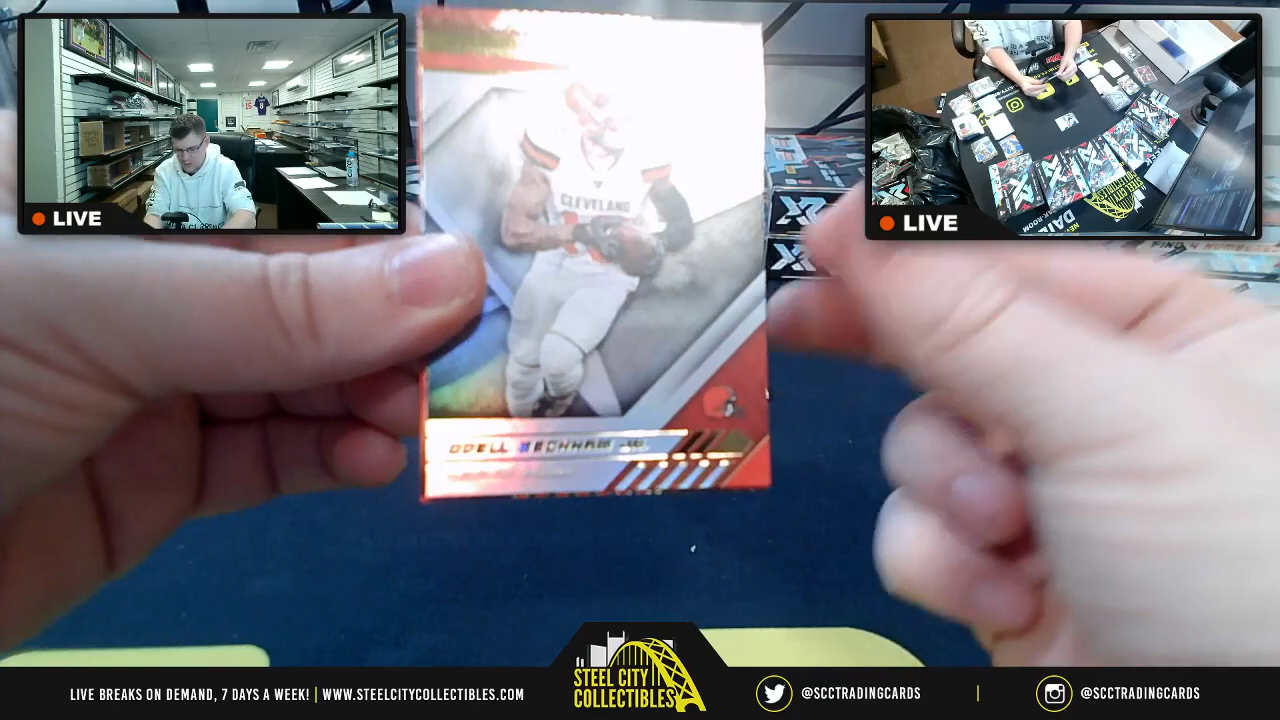 LIVE
LIVE
CLEVELAND
ODELL BECKHAM JR.
STEEL CITY
COLLECTIBLES
LIVE BREAKS ON DEMAND, 7 DAYS A WEEK! | WWW.STEELCITYCOLLECTIBLES.COM
@SCCTRADINGCARDS
@SCCTRADINGCARDS